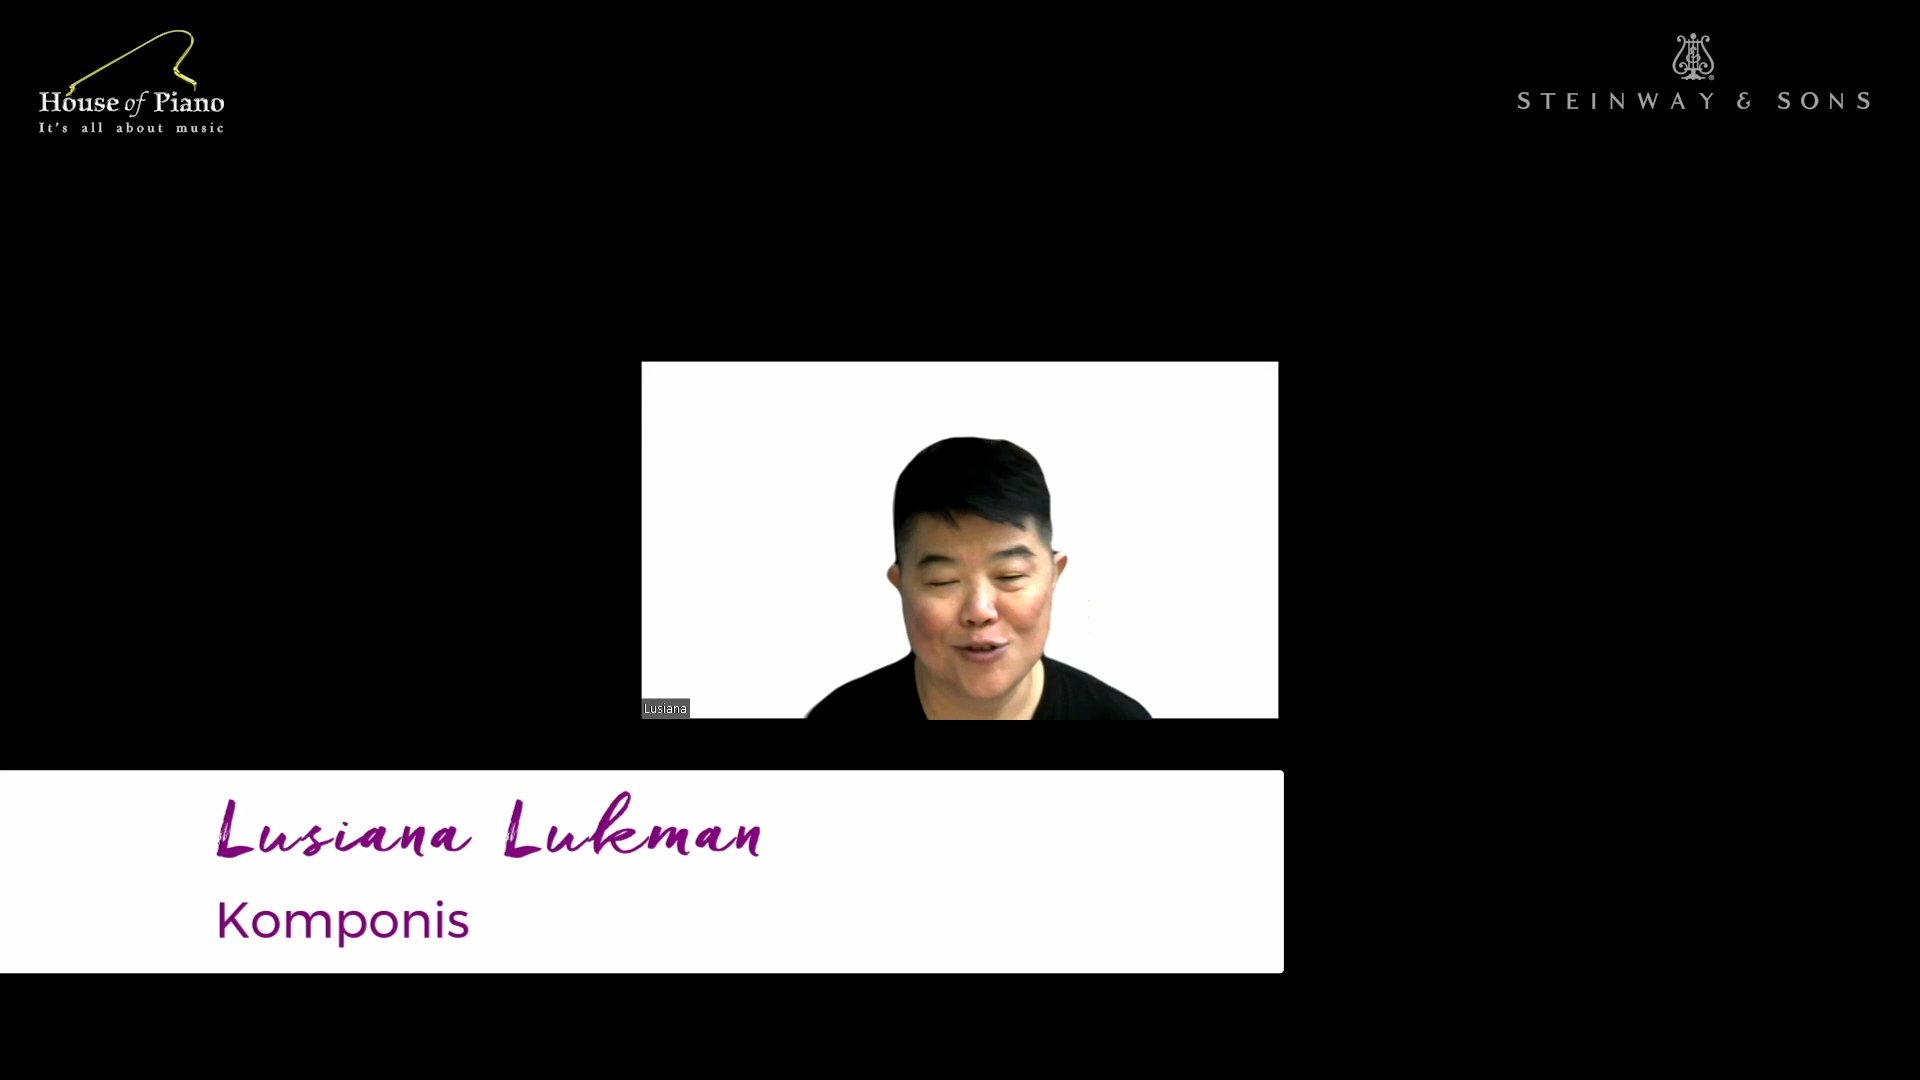 House of Piano
It's all about music
STEINWAY & SONS
Lusiana
Lusiana Lukman
Komponis